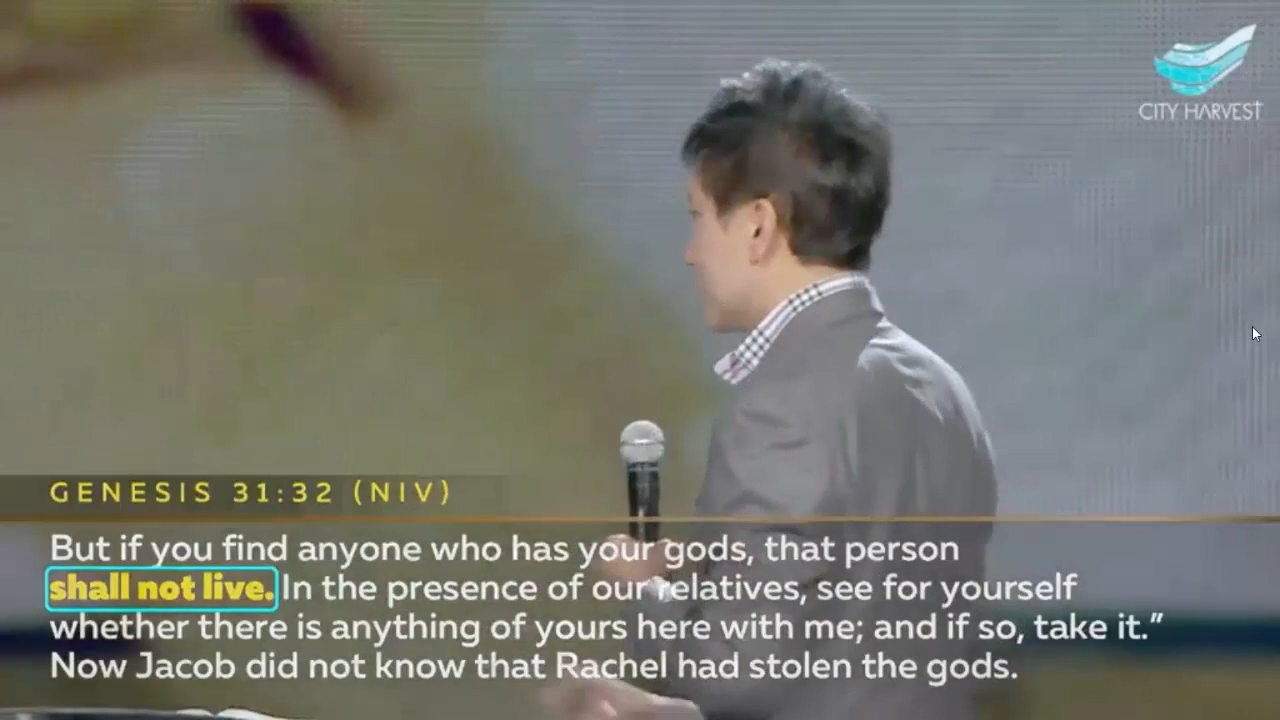 CITY HARVEST
GENESIS 31:32 (NIV)
But if you find anyone who has your gods, that person
shall not live. In the presence of our relatives, see for yourself
whether there is anything of yours here with me; and if so, take it.”
Now Jacob did not know that Rachel had stolen the gods.